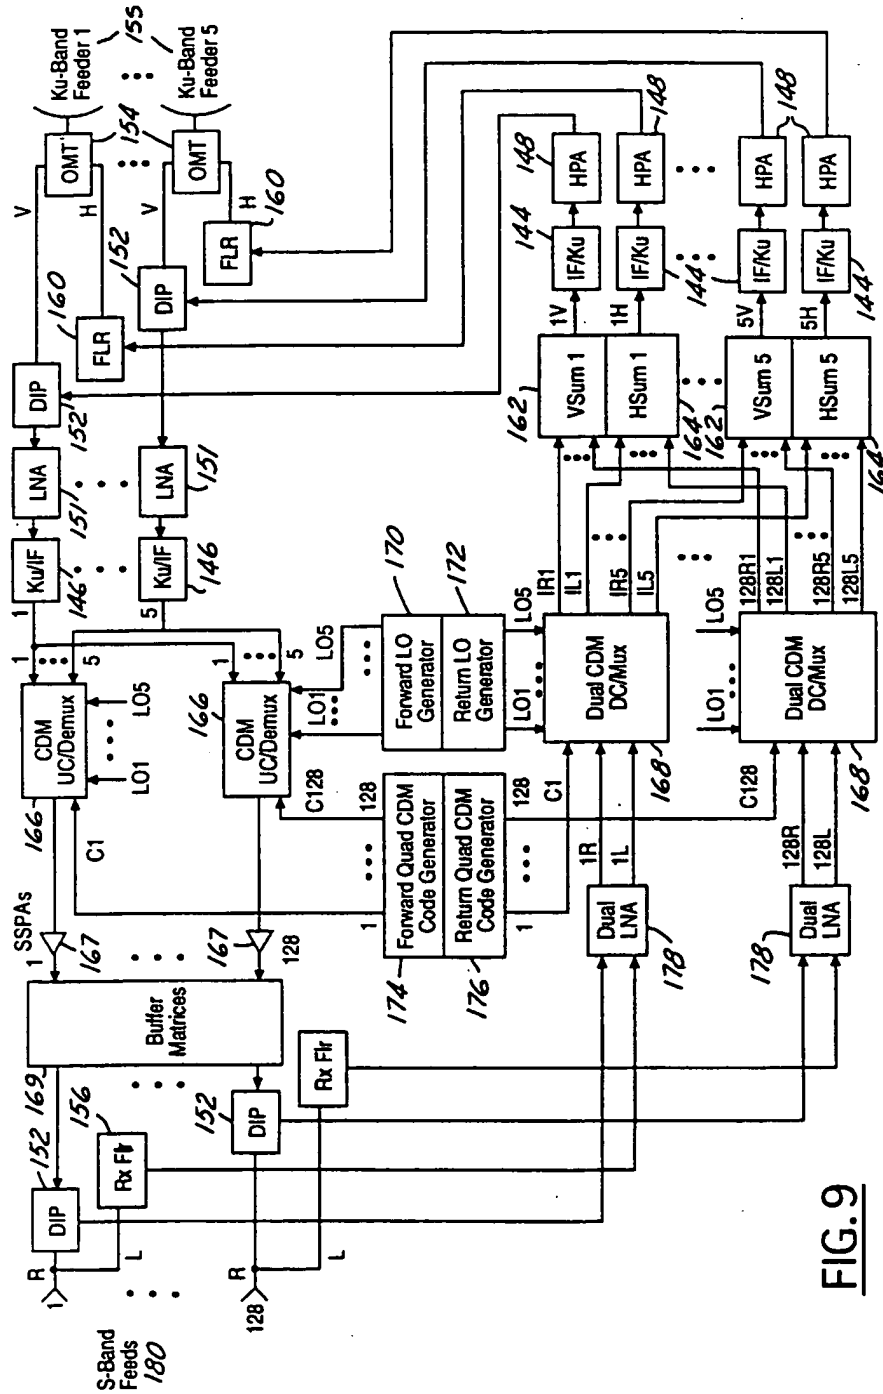 S-Band
Feeds
180
1
R
L
DIP
152
Rx Flr
156
128
R
L
DIP
152
Rx Flr
169
Buffer
Matrices
SSPAs
1
167
167
128
166
CDM
UC/Demux
C1
LO1
LO5
1
5
166
CDM
UC/Demux
C128
LO1
LO5
1
5
1
5
Ku/IF
146
Ku/IF
146
LNA
151
LNA
151
DIP
152
DIP
152
FLR
160
FLR
160
V
H
V
H
OMT
154
OMT
Ku-Band
Feeder 1
155
Ku-Band
Feeder 5
174
Forward Quad CDM
Code Generator
1
128
176
Return Quad CDM
Code Generator
1
128
170
Forward LO
Generator
172
Return LO
Generator
LO1
LO5
Dual
LNA
178
1R
1L
C1
Dual CDM
DC/Mux
168
IR1
IL1
IR5
IL5
Dual
LNA
178
128R
128L
C128
LO1
LO5
Dual CDM
DC/Mux
168
128R1
128L1
128R5
128L5
162
VSum 1
HSum 1
164
162
VSum 5
HSum 5
164
1V
1H
5V
5H
144
IF/Ku
IF/Ku
144
IF/Ku
IF/Ku
144
148
HPA
HPA
148
HPA
148
HPA
FIG. 9